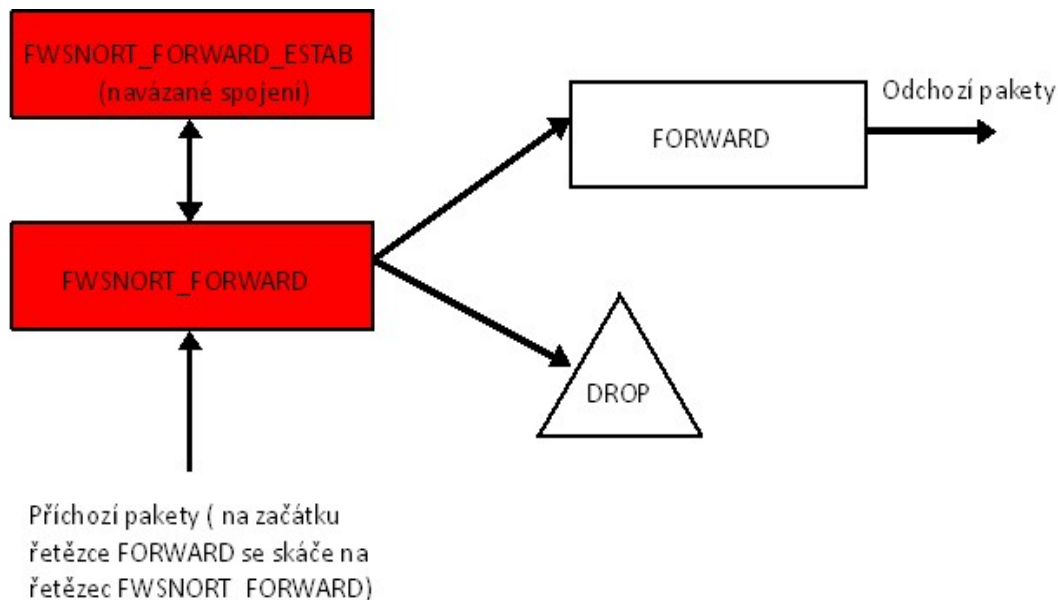 FWSNORT_FORWARD_ESTAB
(navázané spojení)
Odchozí pakety
FORWARD
FWSNORT_FORWARD
DROP
Příchozí pakety ( na začátku
řetězce FORWARD se skáče na
řetězec FWSNORT_FORWARD)